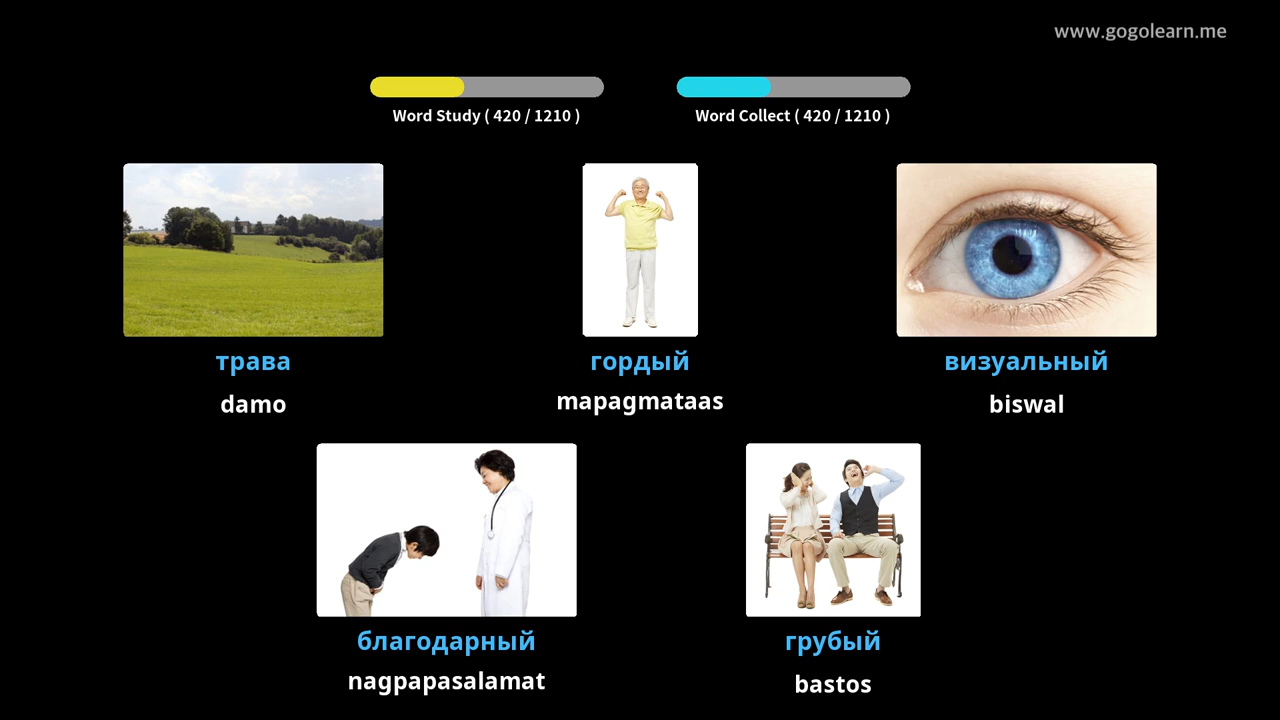 www.gogolearn.me
Word Study ( 420 / 1210 )
Word Collect ( 420 / 1210 )
трава
гордый
визуальный
damo
mapagmataas
biswal
благодарный
грубый
nagpapasalamat
bastos